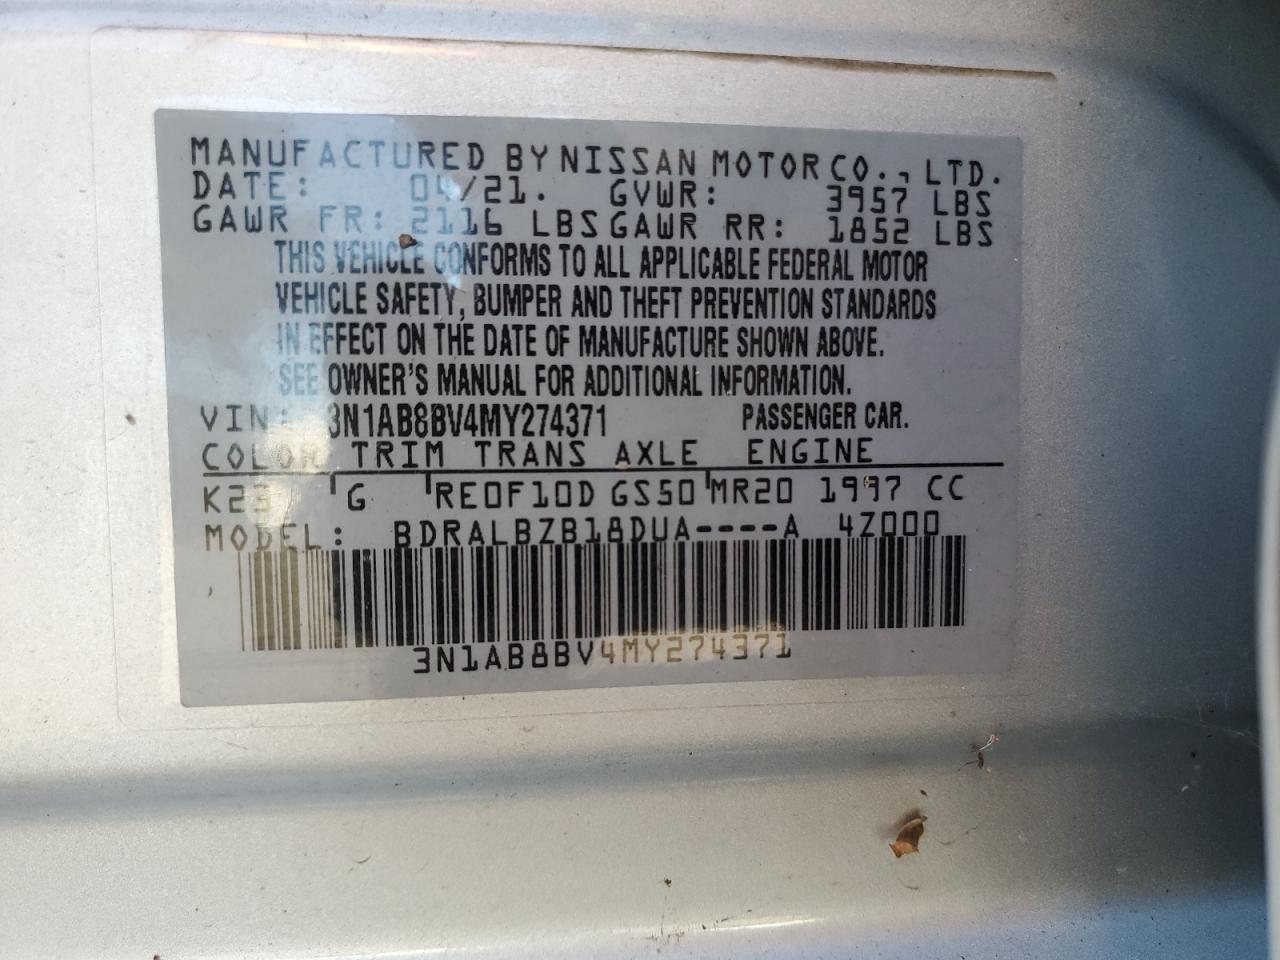 MANUFACTURED BY NISSAN MOTOR CO., LTD.
DATE: 04/21. GVWR: 3957 LBS
GAWR FR: 2116 LBS GAWR RR: 1852 LBS
THIS VEHICLE CONFORMS TO ALL APPLICABLE FEDERAL MOTOR
VEHICLE SAFETY, BUMPER AND THEFT PREVENTION STANDARDS
IN EFFECT ON THE DATE OF MANUFACTURE SHOWN ABOVE.
SEE OWNER'S MANUAL FOR ADDITIONAL INFORMATION.
VIN: 3N1AB8BV4MY274371 PASSENGER CAR.
COLOR TRIM TRANS AXLE ENGINE
K23 G RE0F10D GS50 MR20 1997 CC
MODEL: BDRALBZB18DUA----A 4Z000
3N1AB8BV4MY274371